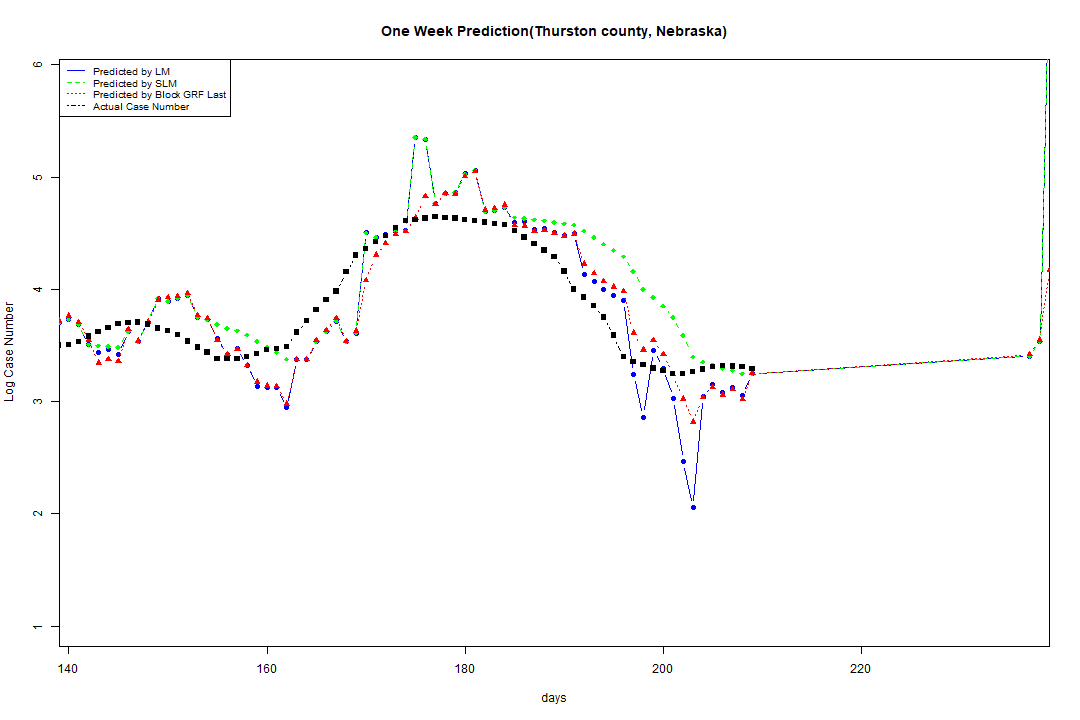 One Week Prediction(Thurston county, Nebraska)
Predicted by LM
Predicted by SLM
Predicted by Block GRF Last
Actual Case Number
6
5
4
3
2
1
Log Case Number
140 160 180 200 220
days